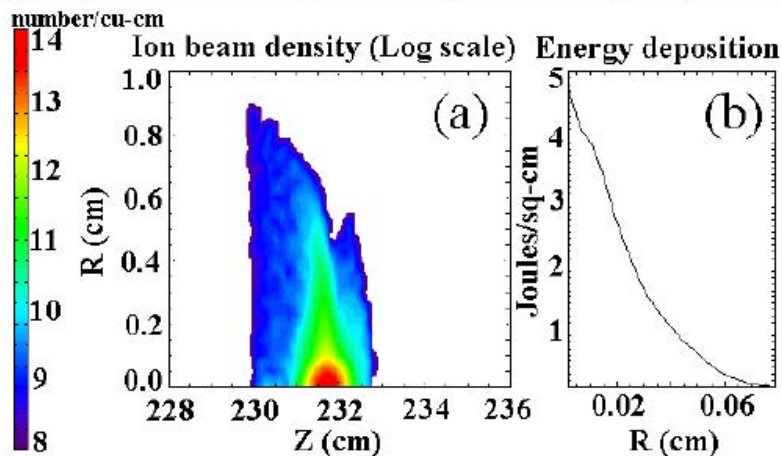 number/cu-cm
14
13
12
11
10
9
8
Ion beam density (Log scale)
(a)
1.0
0.8
0.6
0.4
0.2
0.0
R (cm)
228 230 232 234 236
Z (cm)
Energy deposition
(b)
5
4
3
2
1
Joules/sq-cm
0.02 0.06
R (cm)